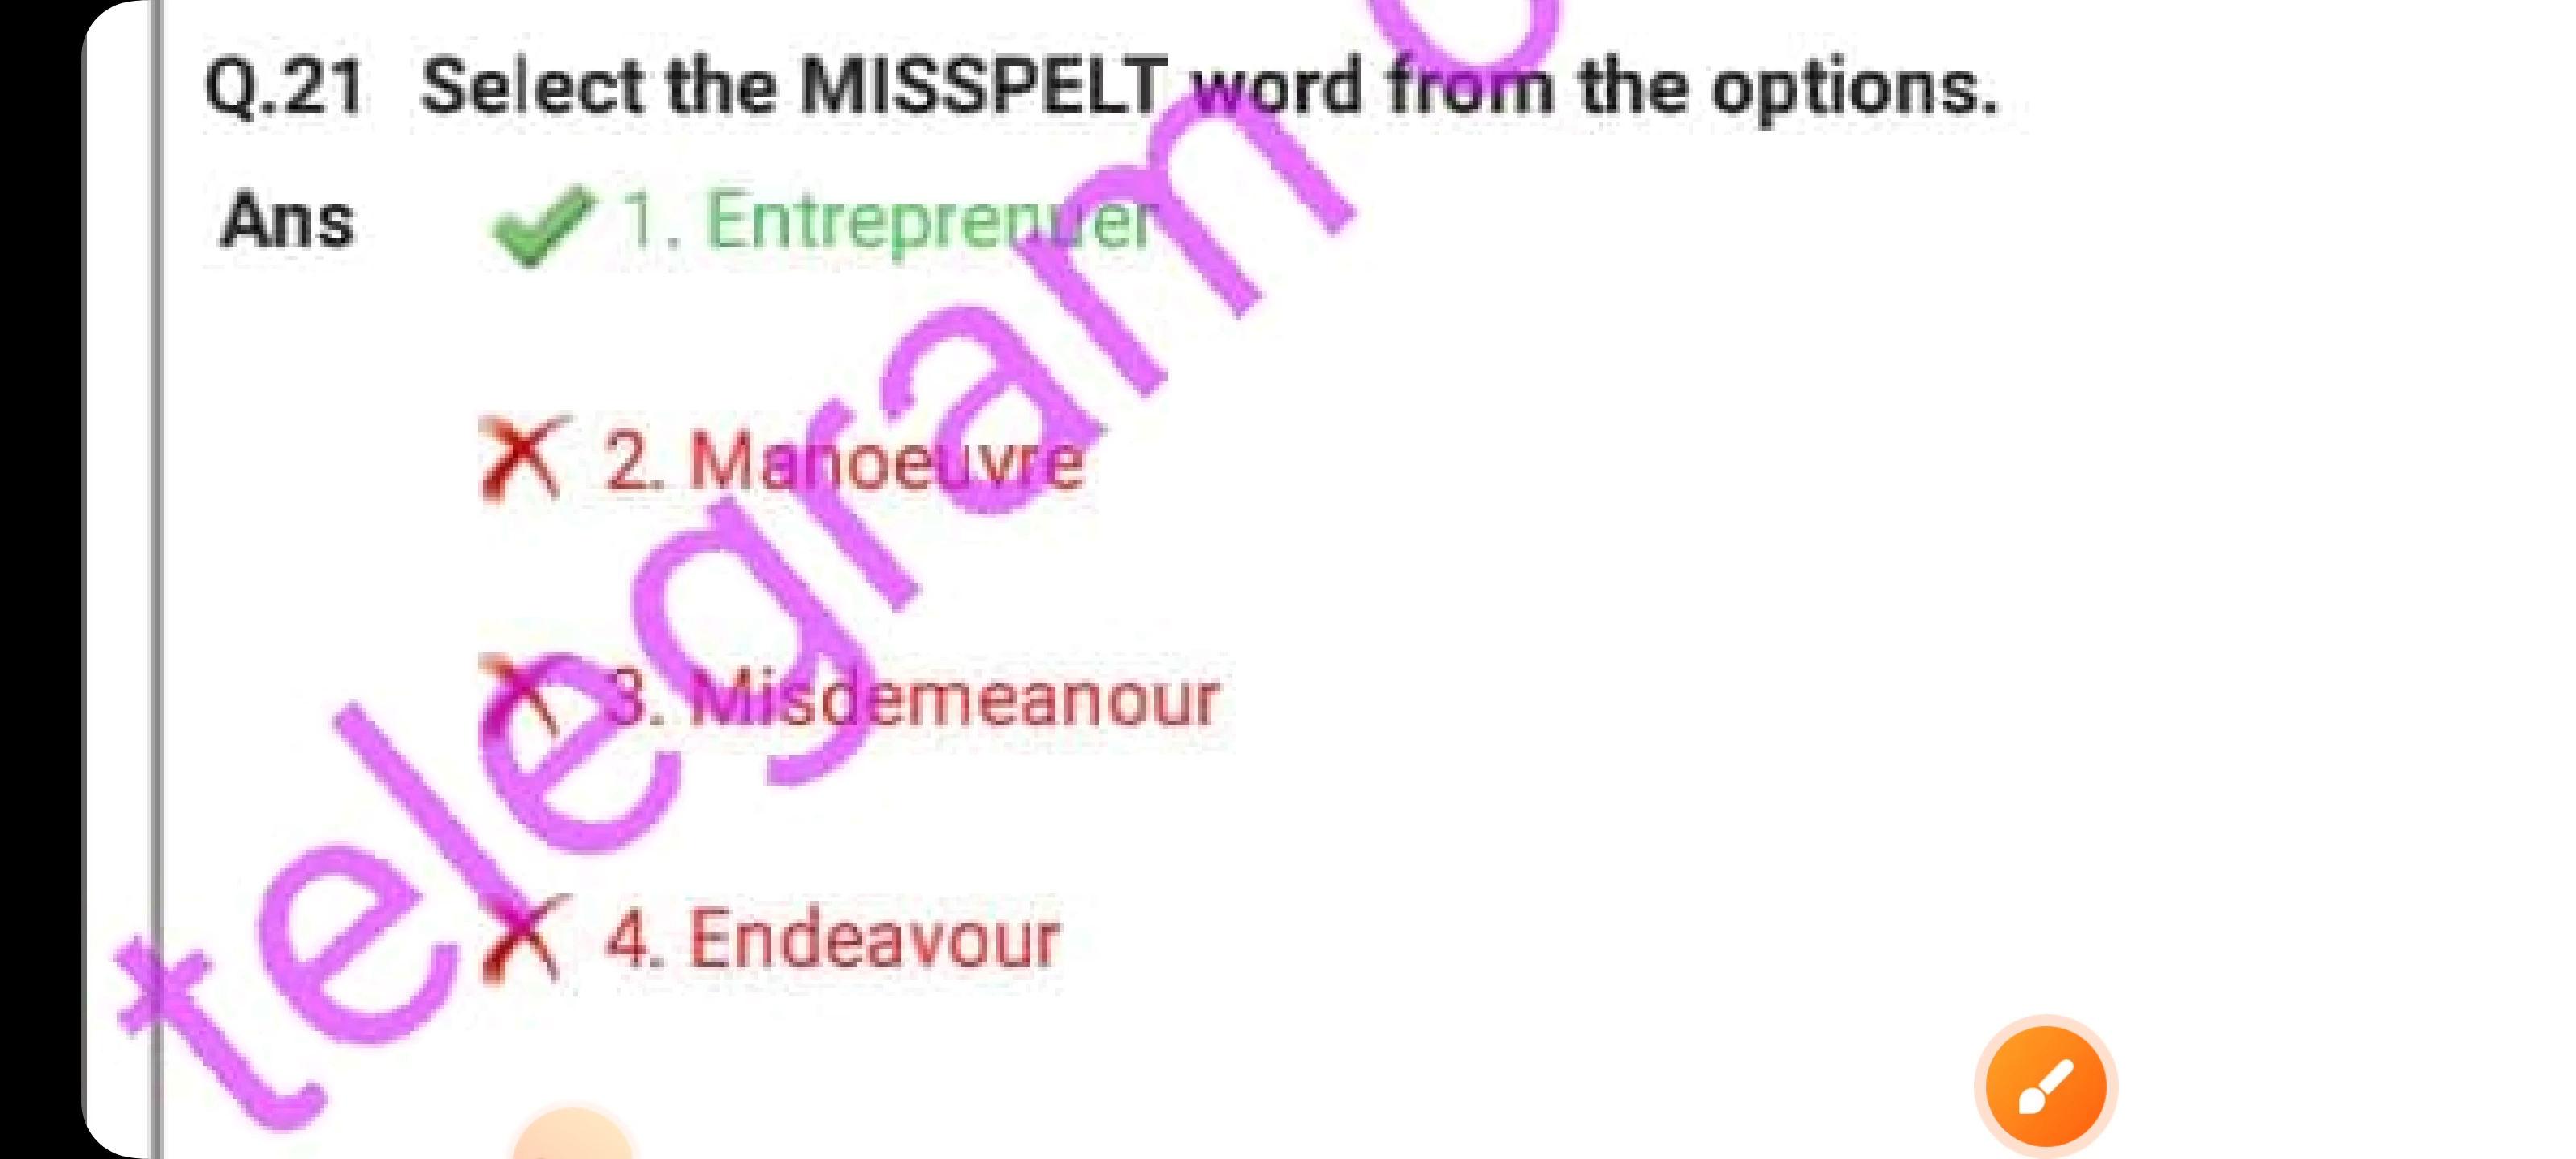 Q.21 Select the MISSPELT word from the options.
Ans 1. Entreprenuer
2. Manoeuvre
3. Misdemeanour
4. Endeavour
telegram